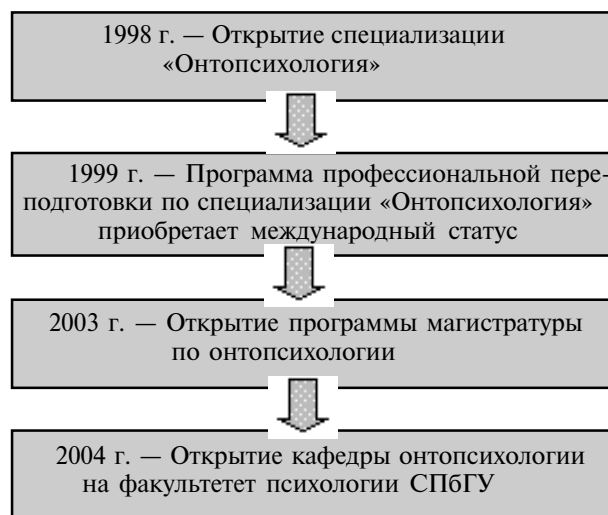 1998 г. — Открытие специализации
«Онтопсихология»
1999 г. — Программа профессиональной пере-
подготовки по специализации «Онтопсихология»
приобретает международный статус
2003 г. — Открытие программы магистратуры
по онтопсихологии
2004 г. — Открытие кафедры онтопсихологии
на факультетет психологии СПбГУ